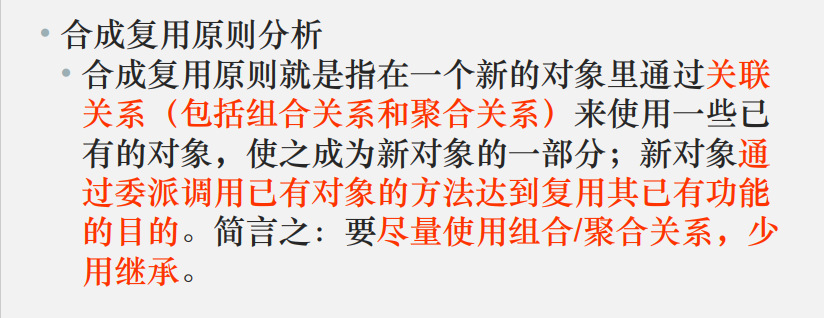 合成复用原则分析
合成复用原则就是指在一个新的对象里通过关联
关系（包括组合关系和聚合关系）来使用一些已
有的对象，使之成为新对象的一部分；新对象通
过委派调用已有对象的方法达到复用其已有功能
的目的。简言之：要尽量使用组合/聚合关系，少
用继承。